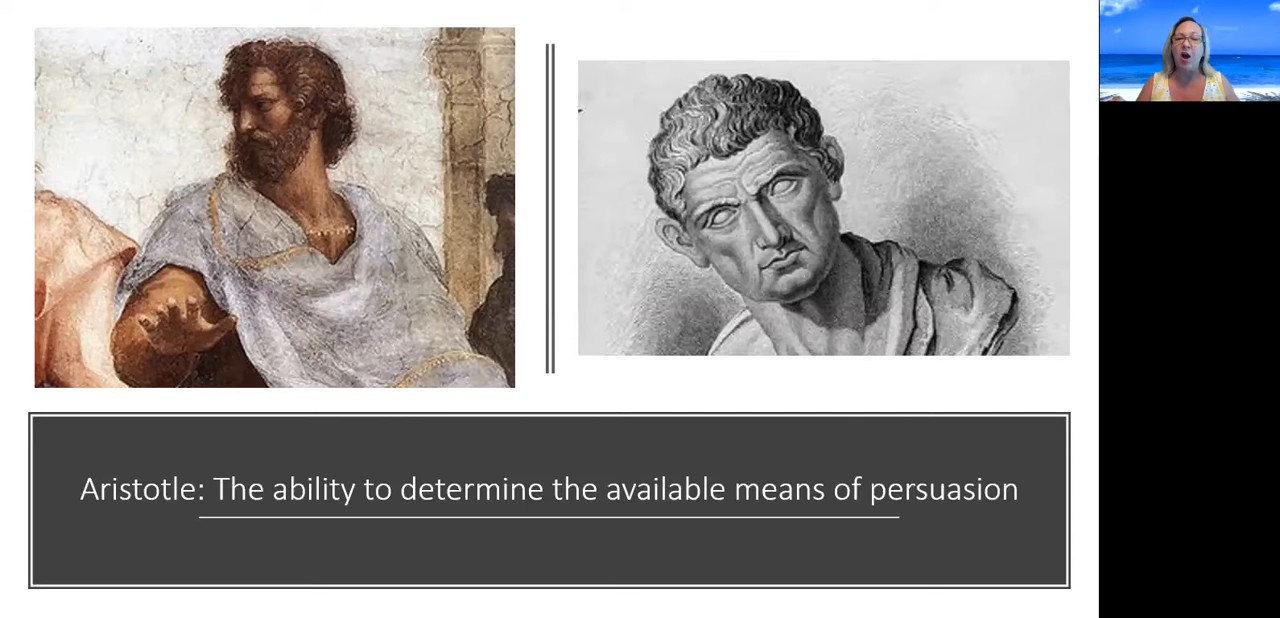 Aristotle: The ability to determine the available means of persuasion